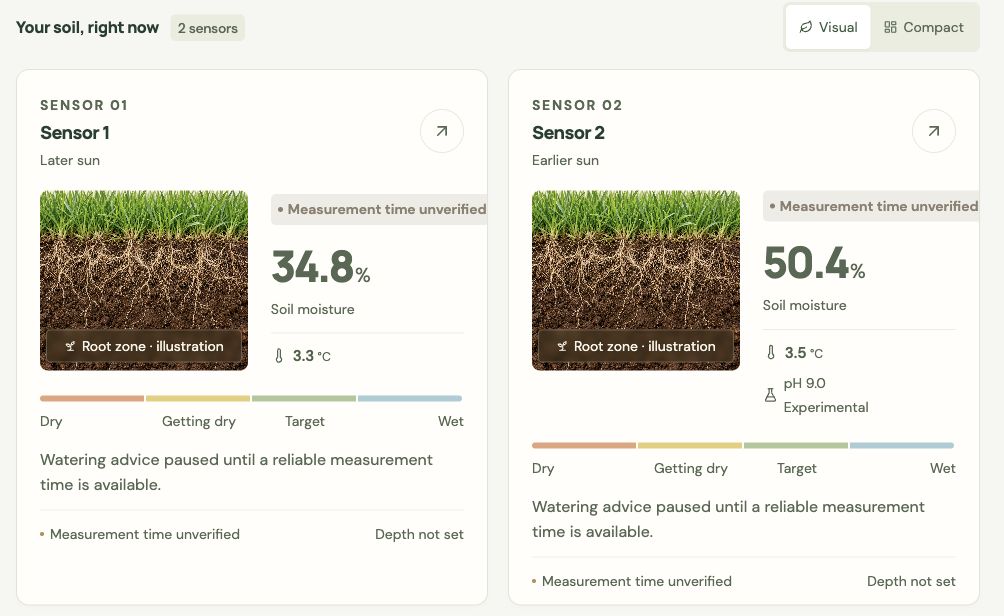 Your soil, right now
2 sensors
Visual
Compact
SENSOR 01
Sensor 1
Later sun
Measurement time unverified
34.8%
Soil moisture
3.3 °C
Root zone · illustration
Dry
Getting dry
Target
Wet
Watering advice paused until a reliable measurement
time is available.
Measurement time unverified
Depth not set
SENSOR 02
Sensor 2
Earlier sun
Measurement time unverified
50.4%
Soil moisture
3.5 °C
pH 9.0
Experimental
Root zone · illustration
Dry
Getting dry
Target
Wet
Watering advice paused until a reliable measurement
time is available.
Measurement time unverified
Depth not set